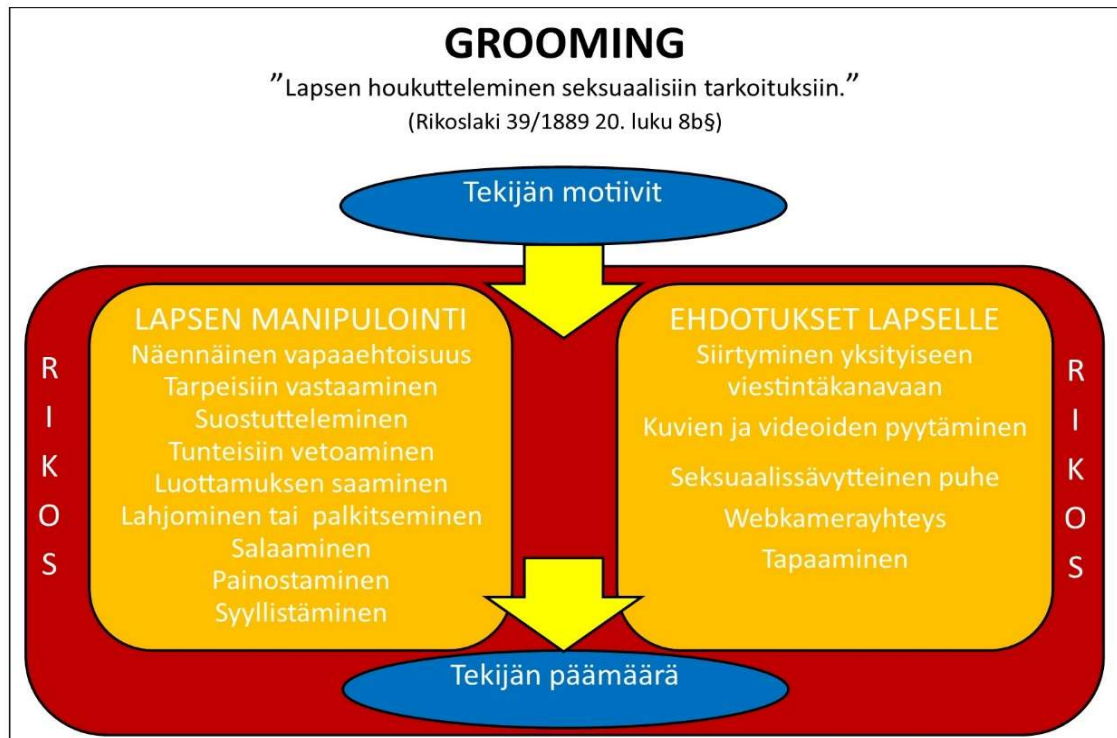 GROOMING
”Lapsen houkutteleminen seksuaalisiin tarkoituksiin.”
(Rikoslaki 39/1889 20. luku 8b§)
Tekijän motiivit
RIKOS
LAPSEN MANIPULOINTI
Näennäinen vapaaehtoisuus
Tarpeisiin vastaaminen
Suostutteleminen
Tunteisiin vetoaminen
Luottamuksen saaminen
Lahjominen tai palkitseminen
Salaaminen
Painostaminen
Syyllistäminen
EHDOTUKSET LAPSELLE
Siirtyminen yksityiseen
viestintäkanavaan
Kuvien ja videoiden pyytäminen
Seksuaalissävytteinen puhe
Webkamerayhteys
Tapaaminen
RIKOS
Tekijän päämäärä